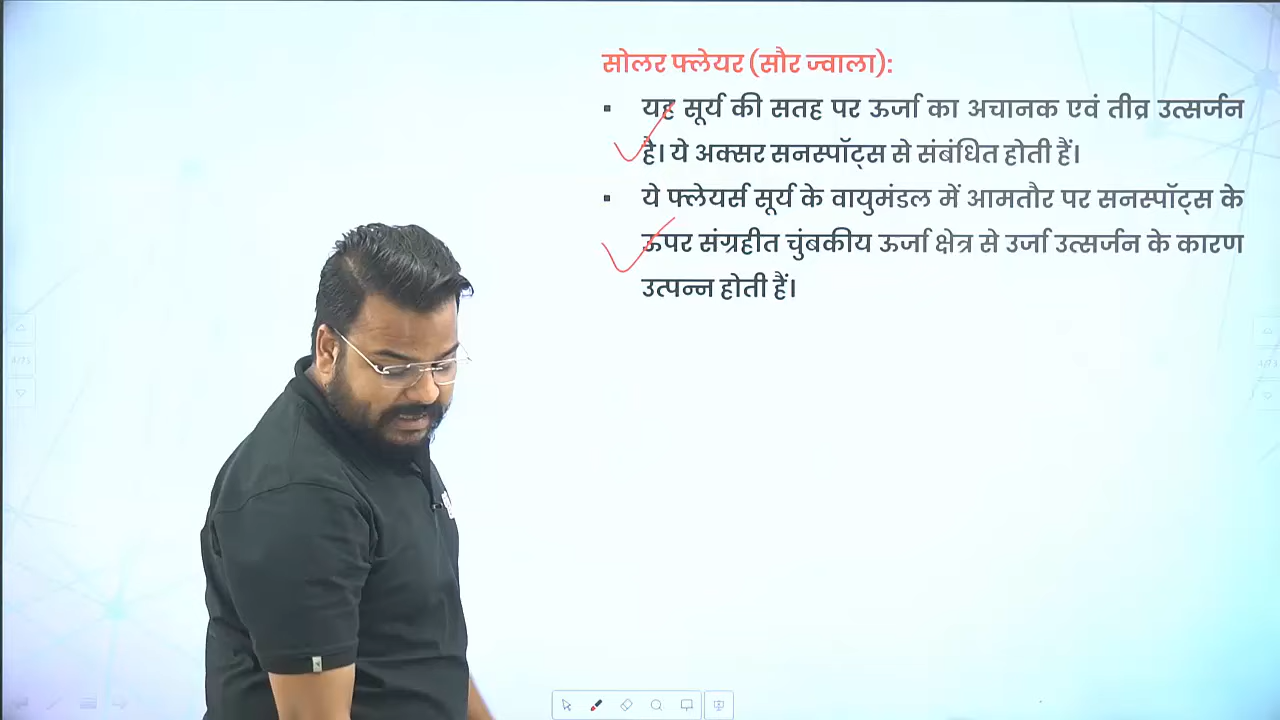 सोलर फ्लेयर (सौर ज्वाला):
▪ यह सूर्य की सतह पर ऊर्जा का अचानक एवं तीव्र उत्सर्जन
है। ये अक्सर सनस्पॉट्स से संबंधित होती हैं।
▪ ये फ्लेयर्स सूर्य के वायुमंडल में आमतौर पर सनस्पॉट्स के
ऊपर संग्रहीत चुंबकीय ऊर्जा क्षेत्र से उर्जा उत्सर्जन के कारण
उत्पन्न होती हैं।